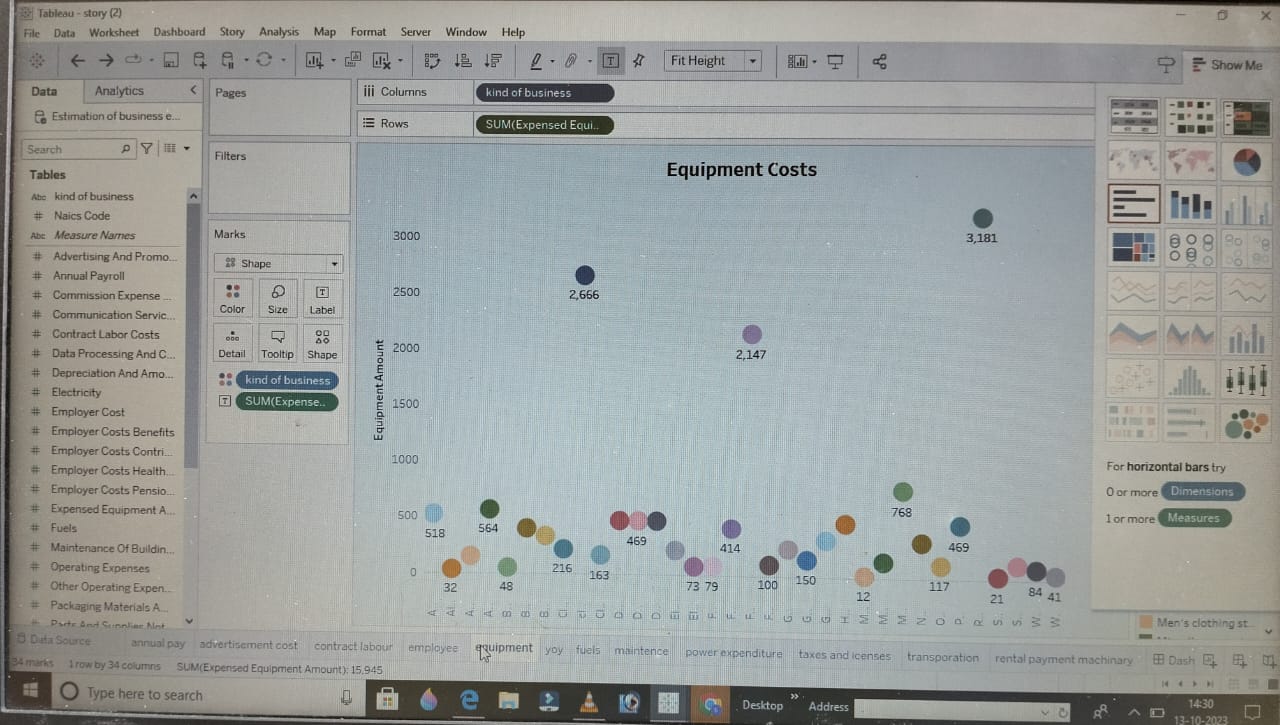 Tableau - story (2)
File Data Worksheet Dashboard Story Analysis Map Format Server Window Help
Fit Height
Show Me
Data Analytics
Pages
iii Columns kind of business
Estimation of business e...
Rows SUM(Expensed Equi..
Search
Filters
Tables
Equipment Costs
Abc kind of business
# Naics Code
Abc Measure Names
Marks
# Advertising And Promo...
Shape
# Annual Payroll
# Commission Expense ...
Color Size Label
# Communication Servic...
# Contract Labor Costs
# Data Processing And C...
Detail Tooltip Shape
# Depreciation And Amo...
kind of business
# Electricity
SUM(Expense..
# Employer Cost
# Employer Costs Benefits
# Employer Costs Contri...
# Employer Costs Health...
# Employer Costs Pensio...
# Expensed Equipment A...
# Fuels
# Maintenance Of Buildin...
# Operating Expenses
# Other Operating Expen...
# Packaging Materials A...
# Parts And Supplies Not
Equipment Amount
3000
2500
2000
1500
1000
500
0
3,181
2,666
2,147
768
518
564
469
414
469
216
163
32
48
73 79
100
150
12
117
21
84 41
For horizontal bars try
0 or more Dimensions
1 or more Measures
Men's clothing st...
Data Source annual pay advertisement cost contract labour employee equipment yoy fuels maintence power expenditure taxes and icenses transporation rental payment machinary Dash
34 marks 1 row by 34 columns SUM(Expensed Equipment Amount): 15,945
Type here to search
Desktop Address
14:30
13-10-2023